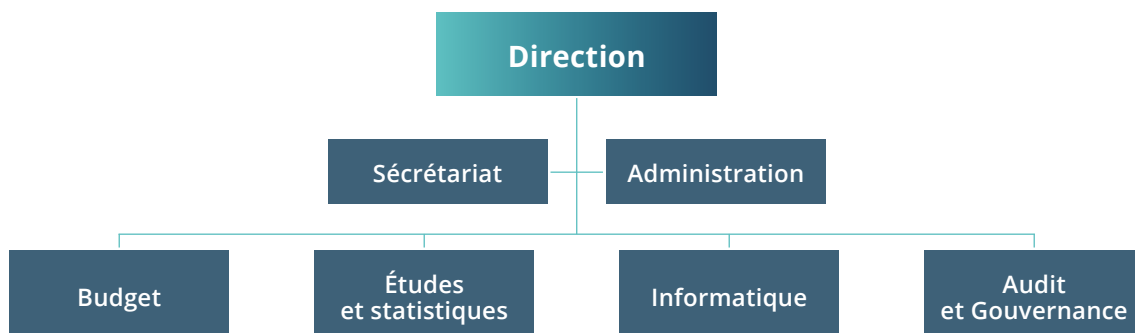 Direction
Sécrétariat
Administration
Budget
Études
et statistiques
Informatique
Audit
et Gouvernance